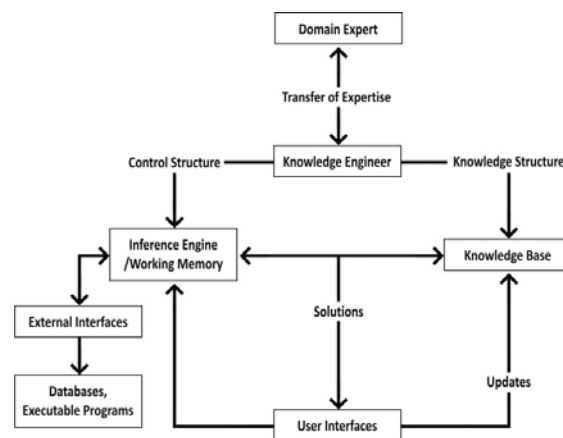 Domain Expert
Transfer of Expertise
Control Structure
Knowledge Engineer
Knowledge Structure
Inference Engine
/Working Memory
Knowledge Base
External Interfaces
Solutions
Databases,
Executable Programs
Updates
User Interfaces